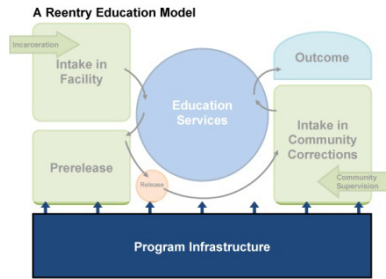 A Reentry Education Model
Incarceration
Intake in
Facility
Education
Services
Outcome
Intake in
Community
Corrections
Prerelease
Release
Community
Supervision
Program Infrastructure